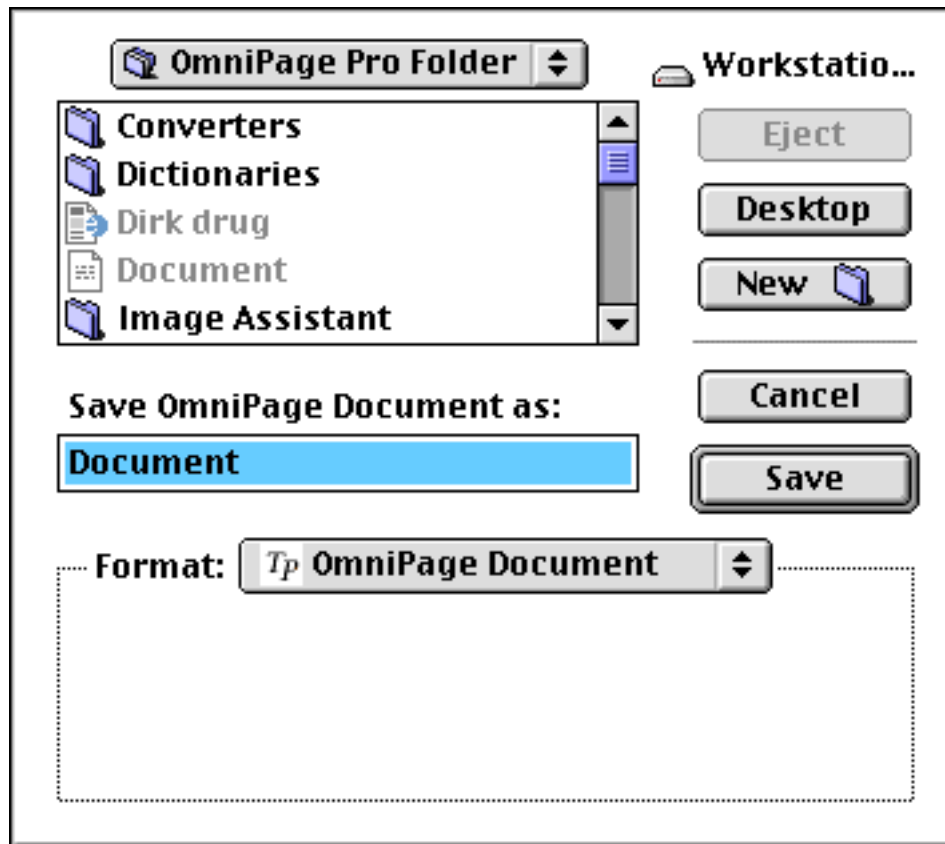 OmniPage Pro Folder
Workstatio...
Converters
Dictionaries
Dirk drug
Document
Image Assistant
Eject
Desktop
New
Save OmniPage Document as:
Document
Cancel
Save
Format: TP OmniPage Document